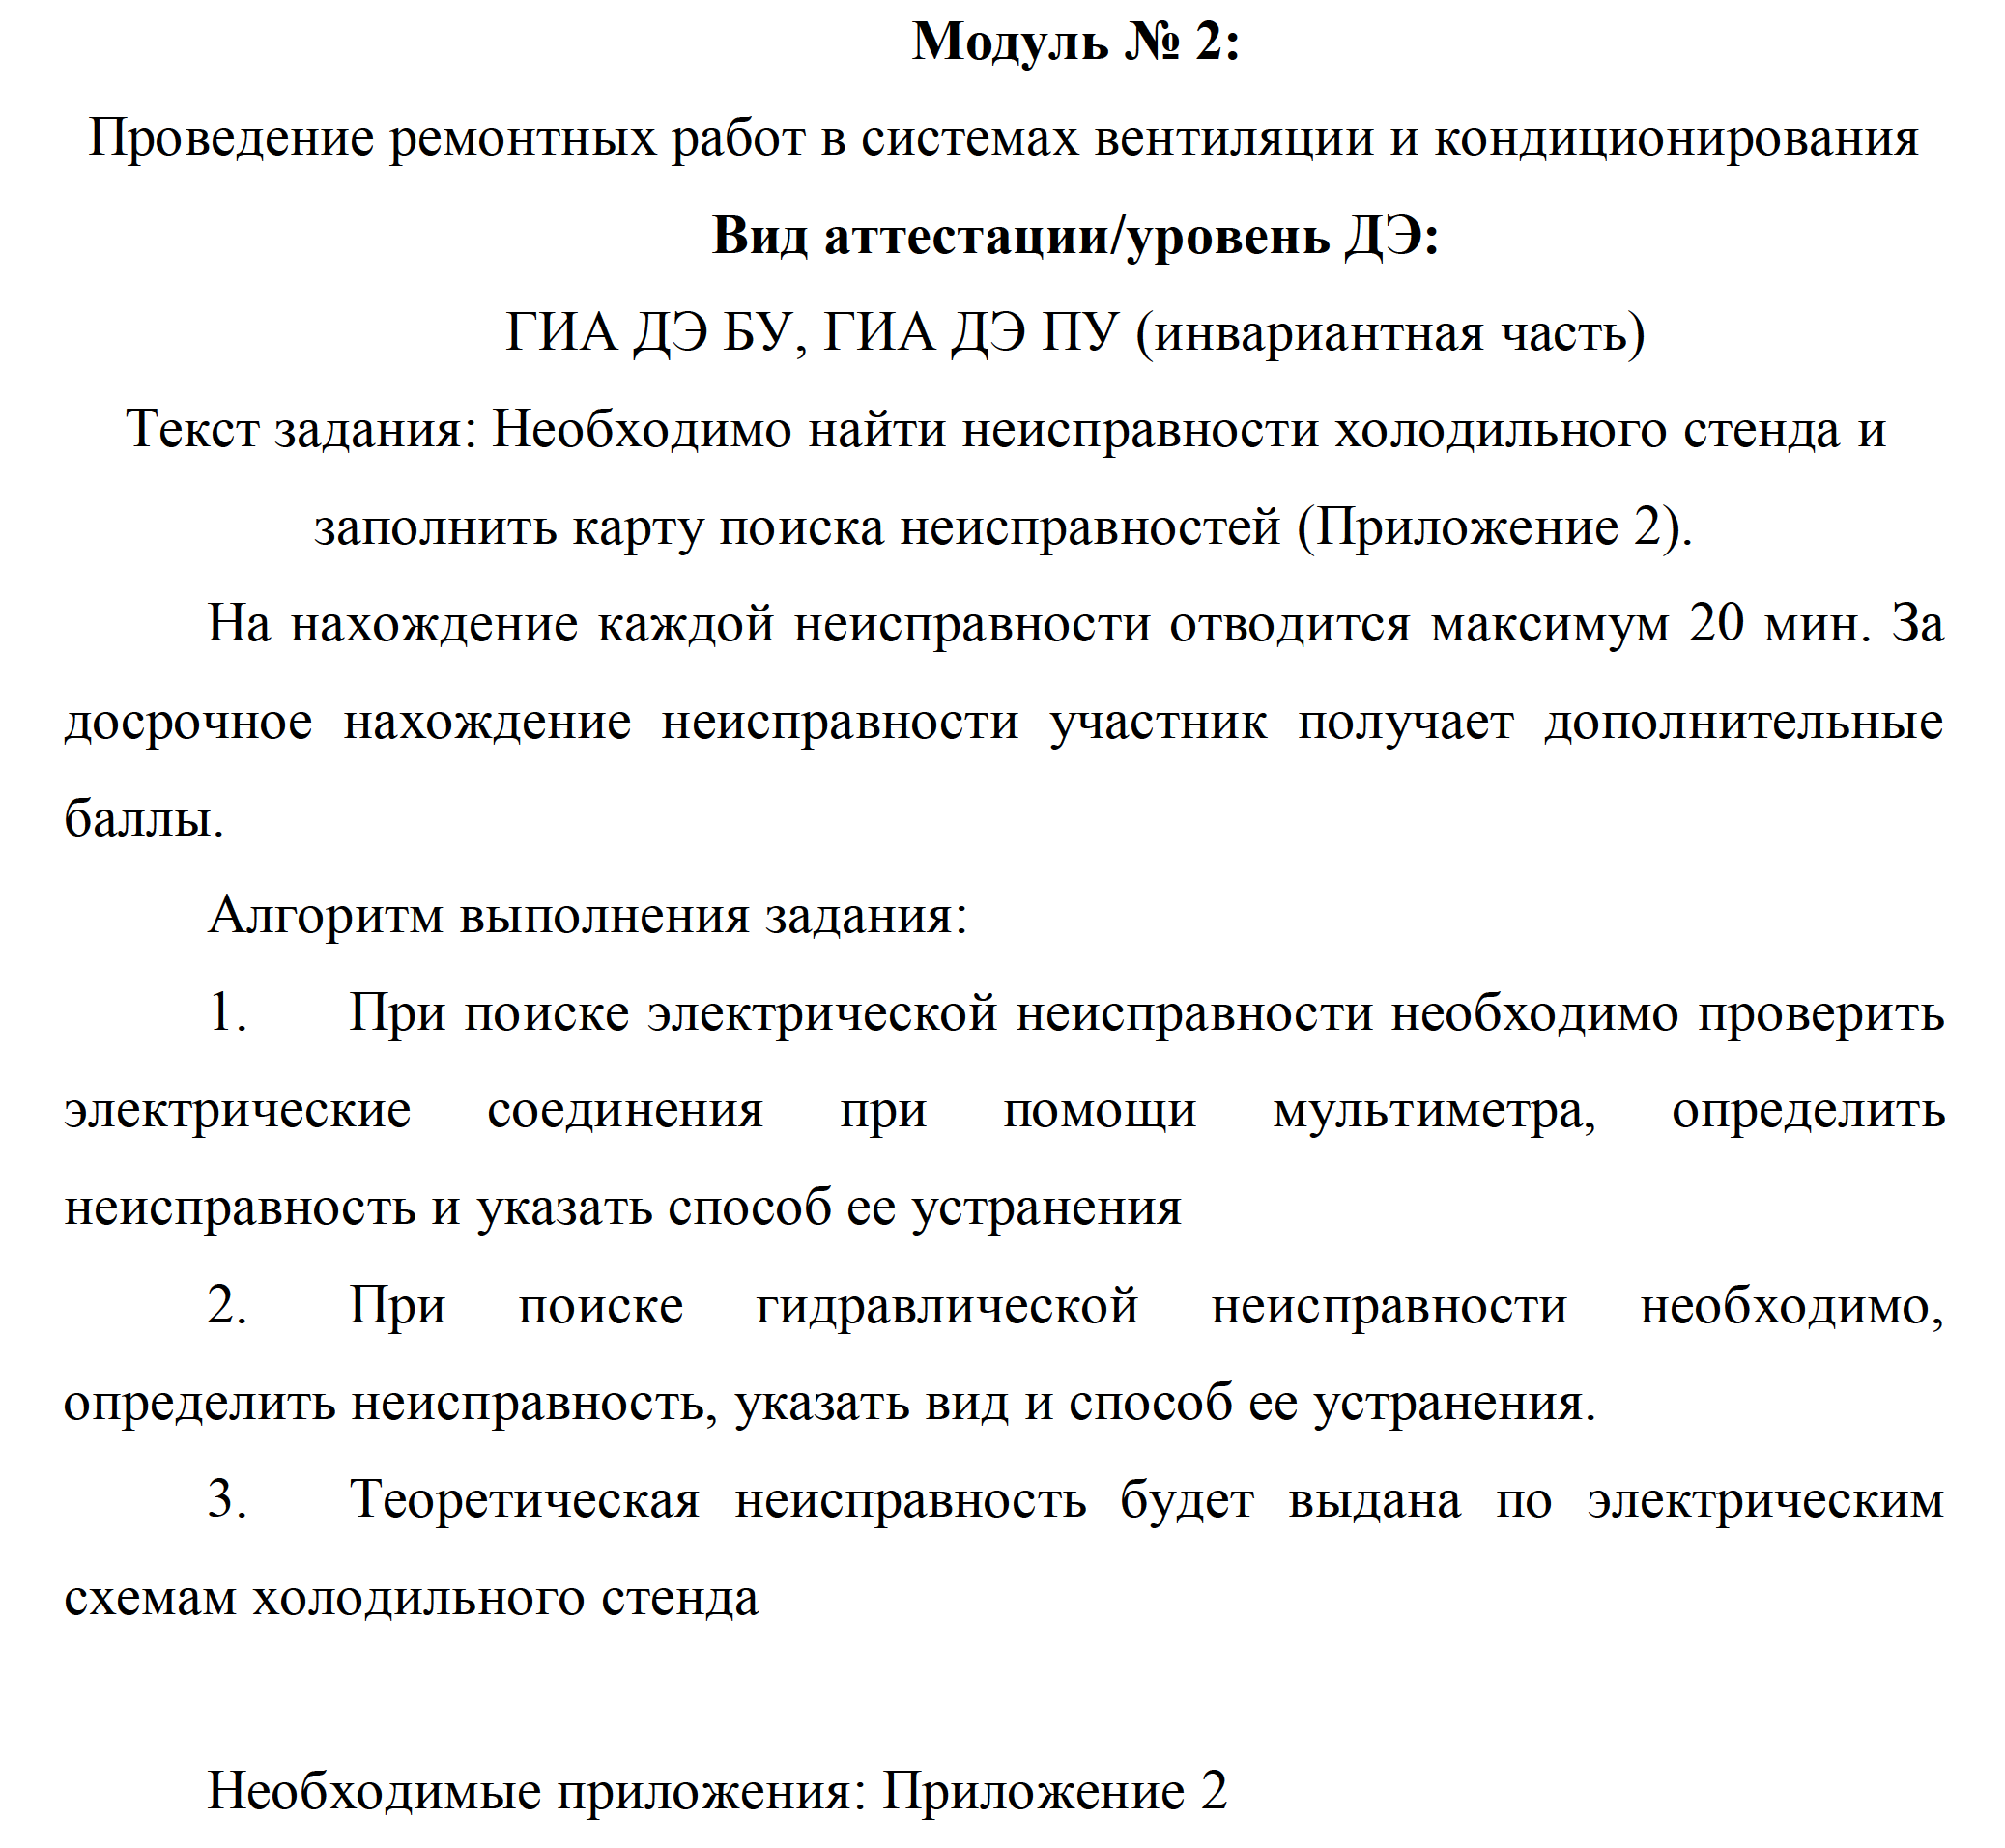 Модуль № 2:
Проведение ремонтных работ в системах вентиляции и кондиционирования
Вид аттестации/уровень ДЭ:
ГИА ДЭ БУ, ГИА ДЭ ПУ (инвариантная часть)
Текст задания: Необходимо найти неисправности холодильного стенда и
заполнить карту поиска неисправностей (Приложение 2).
На нахождение каждой неисправности отводится максимум 20 мин. За
досрочное нахождение неисправности участник получает дополнительные
баллы.
Алгоритм выполнения задания:
1. При поиске электрической неисправности необходимо проверить
электрические соединения при помощи мультиметра, определить
неисправность и указать способ ее устранения
2. При поиске гидравлической неисправности необходимо,
определить неисправность, указать вид и способ ее устранения.
3. Теоретическая неисправность будет выдана по электрическим
схемам холодильного стенда
Необходимые приложения: Приложение 2